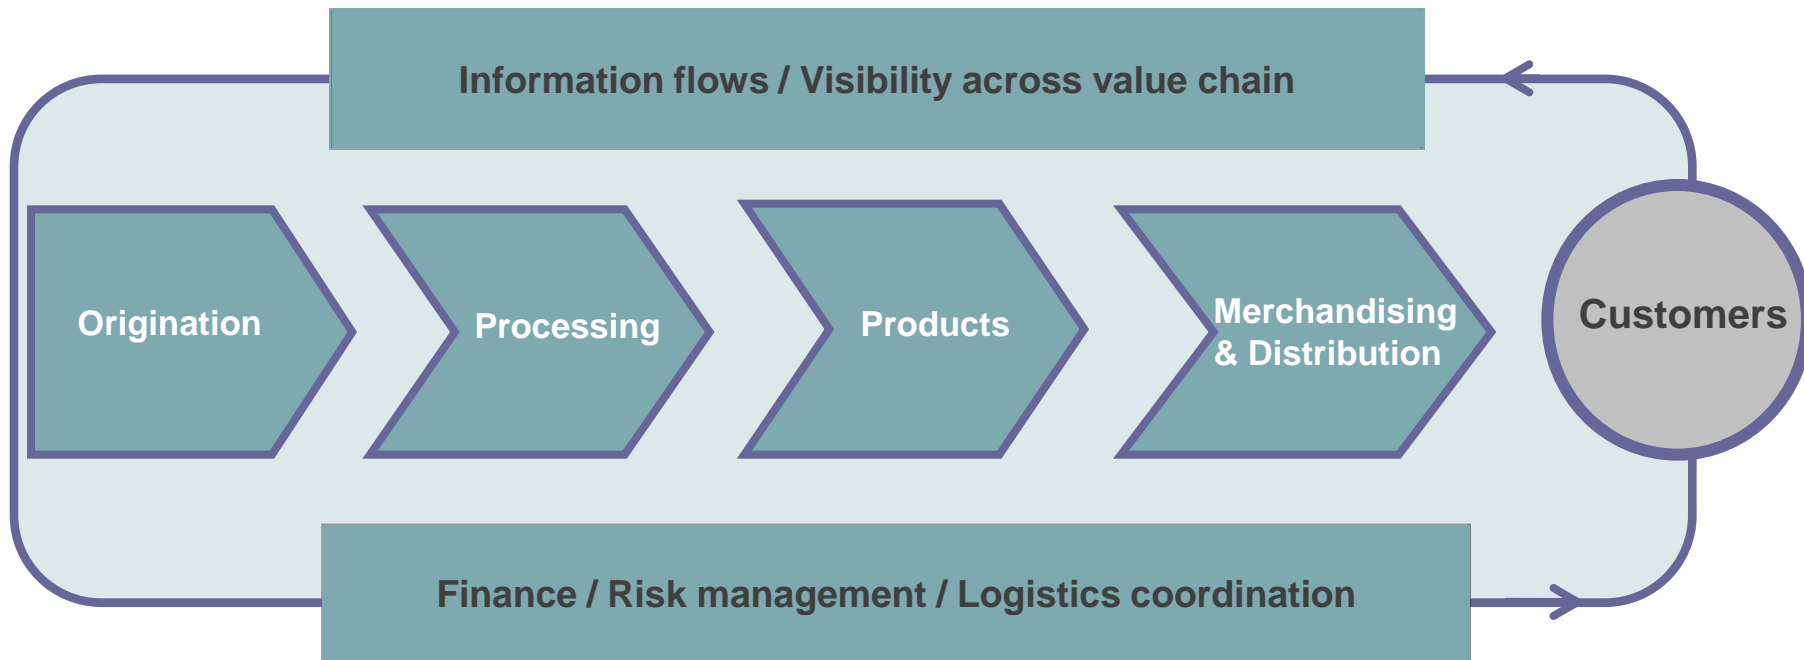 Information flows / Visibility across value chain
Origination
Processing
Products
Merchandising
& Distribution
Customers
Finance / Risk management / Logistics coordination